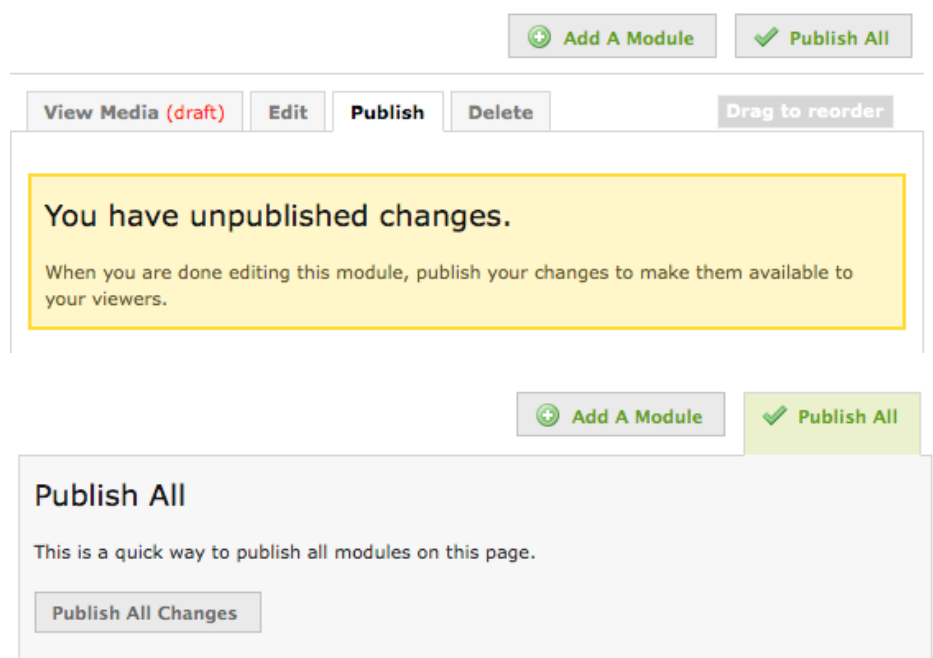 Add A Module Publish All
View Media (draft) Edit Publish Delete Drag to reorder
You have unpublished changes.
When you are done editing this module, publish your changes to make them available to
your viewers.
Add A Module Publish All
Publish All
This is a quick way to publish all modules on this page.
Publish All Changes